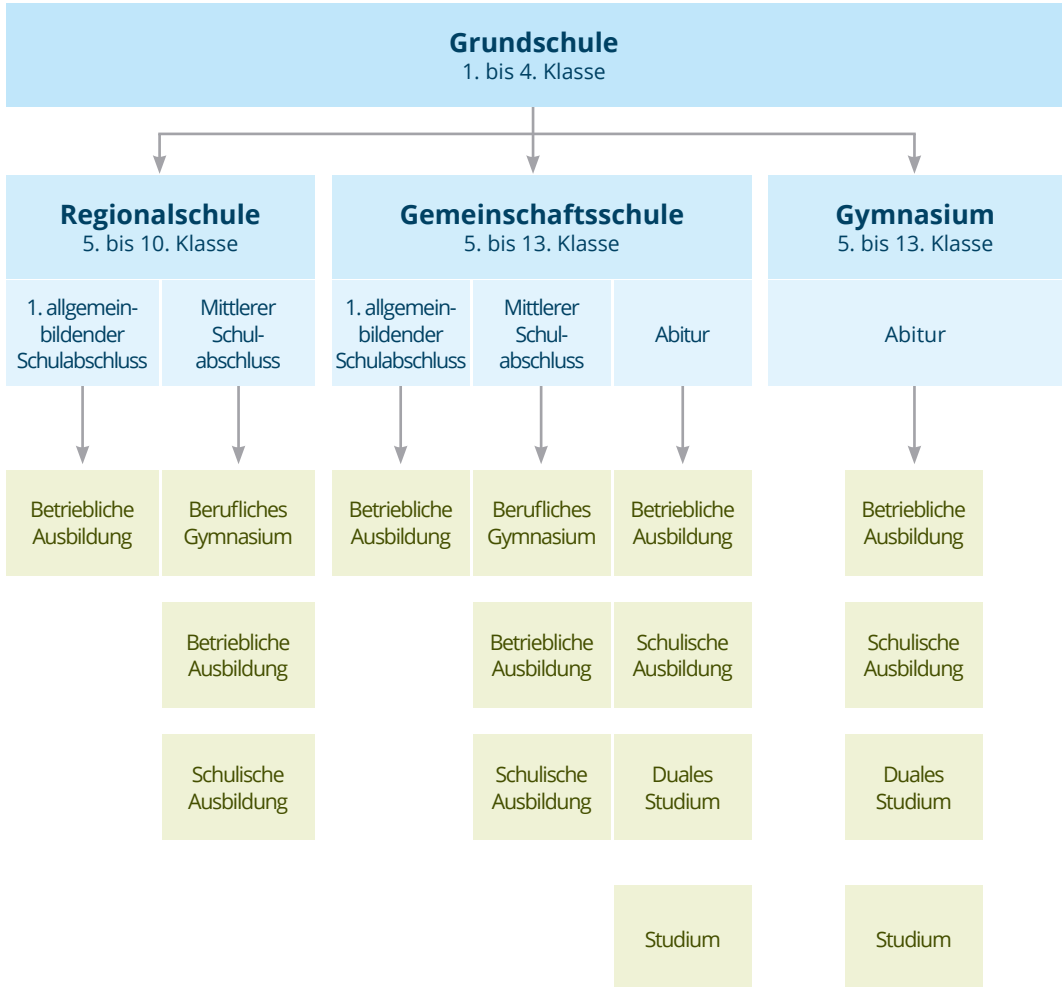 Grundschule
1. bis 4. Klasse
Regionalschule
5. bis 10. Klasse
Gemeinschaftsschule
5. bis 13. Klasse
Gymnasium
5. bis 13. Klasse
1. allgemein-
bildender
Schulabschluss
Mittlerer
Schul-
abschluss
1. allgemein-
bildender
Schulabschluss
Mittlerer
Schul-
abschluss
Abitur
Abitur
Betriebliche
Ausbildung
Berufliches
Gymnasium
Betriebliche
Ausbildung
Berufliches
Gymnasium
Betriebliche
Ausbildung
Betriebliche
Ausbildung
Betriebliche
Ausbildung
Betriebliche
Ausbildung
Schulische
Ausbildung
Schulische
Ausbildung
Schulische
Ausbildung
Schulische
Ausbildung
Duales
Studium
Duales
Studium
Studium
Studium